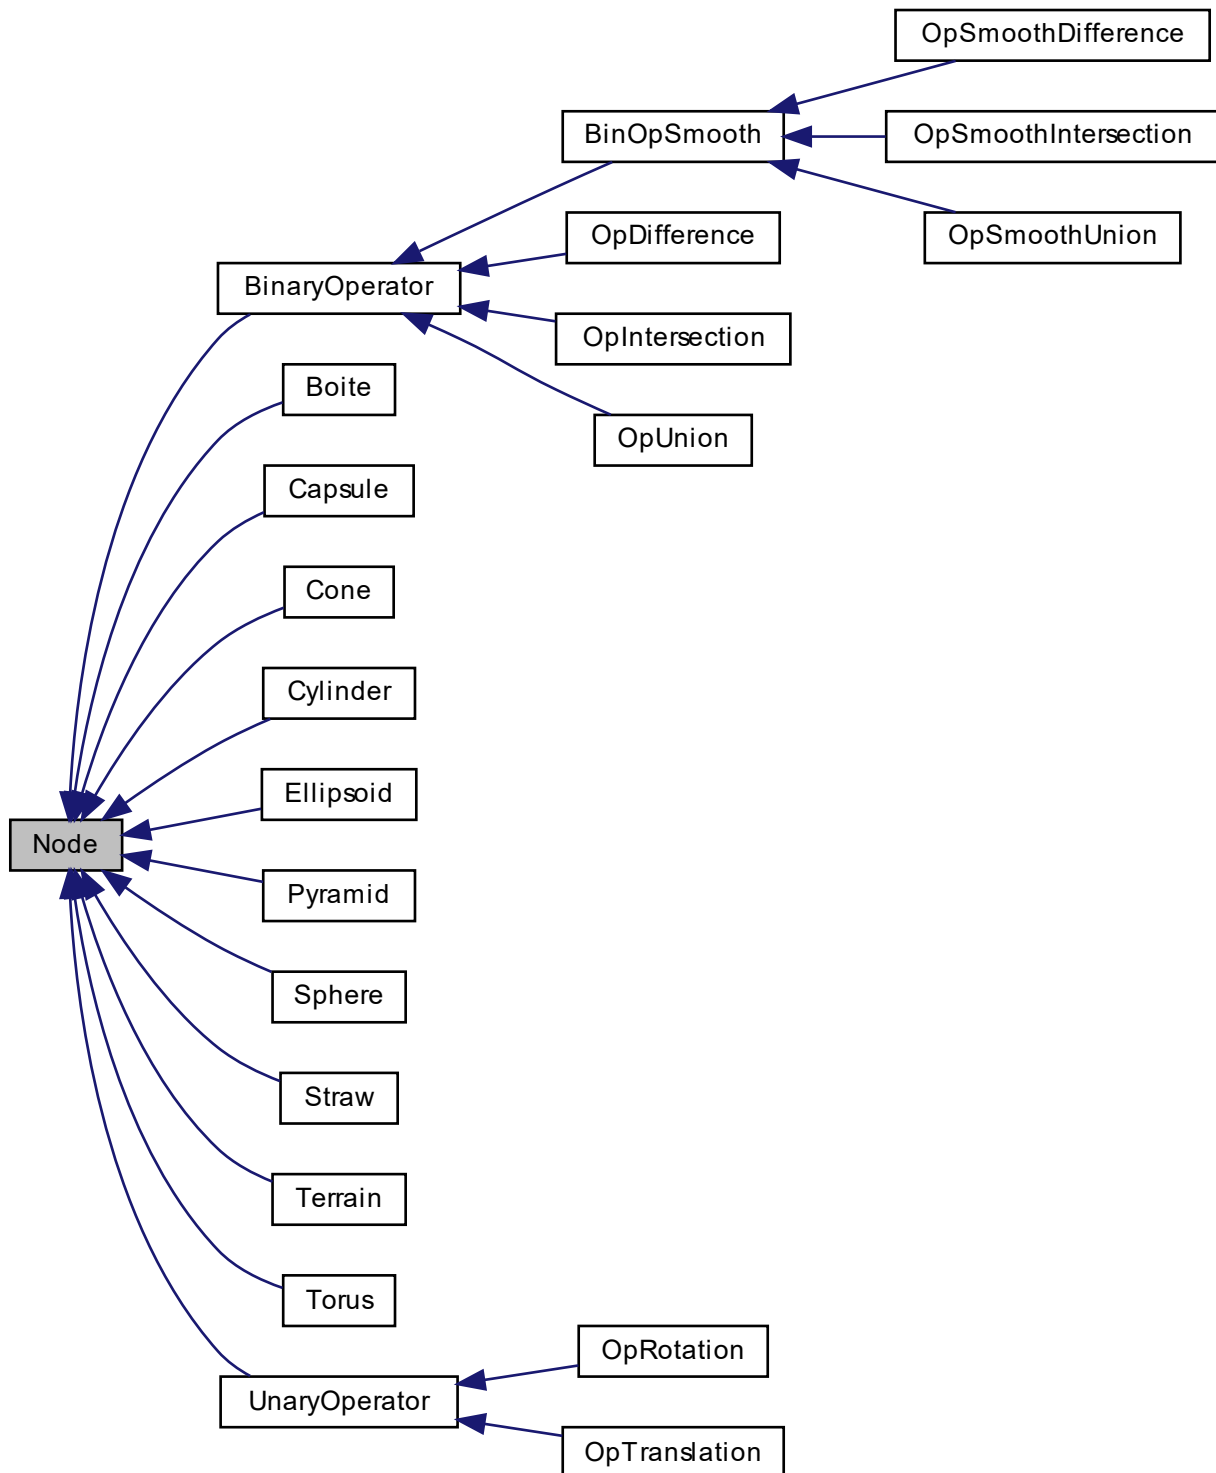 OpSmoothDifference
BinOpSmooth
OpSmoothIntersection
OpDifference
OpSmoothUnion
BinaryOperator
OpIntersection
Boite
OpUnion
Capsule
Cone
Cylinder
Ellipsoid
Node
Pyramid
Sphere
Straw
Terrain
Torus
OpRotation
UnaryOperator
OpTranslation